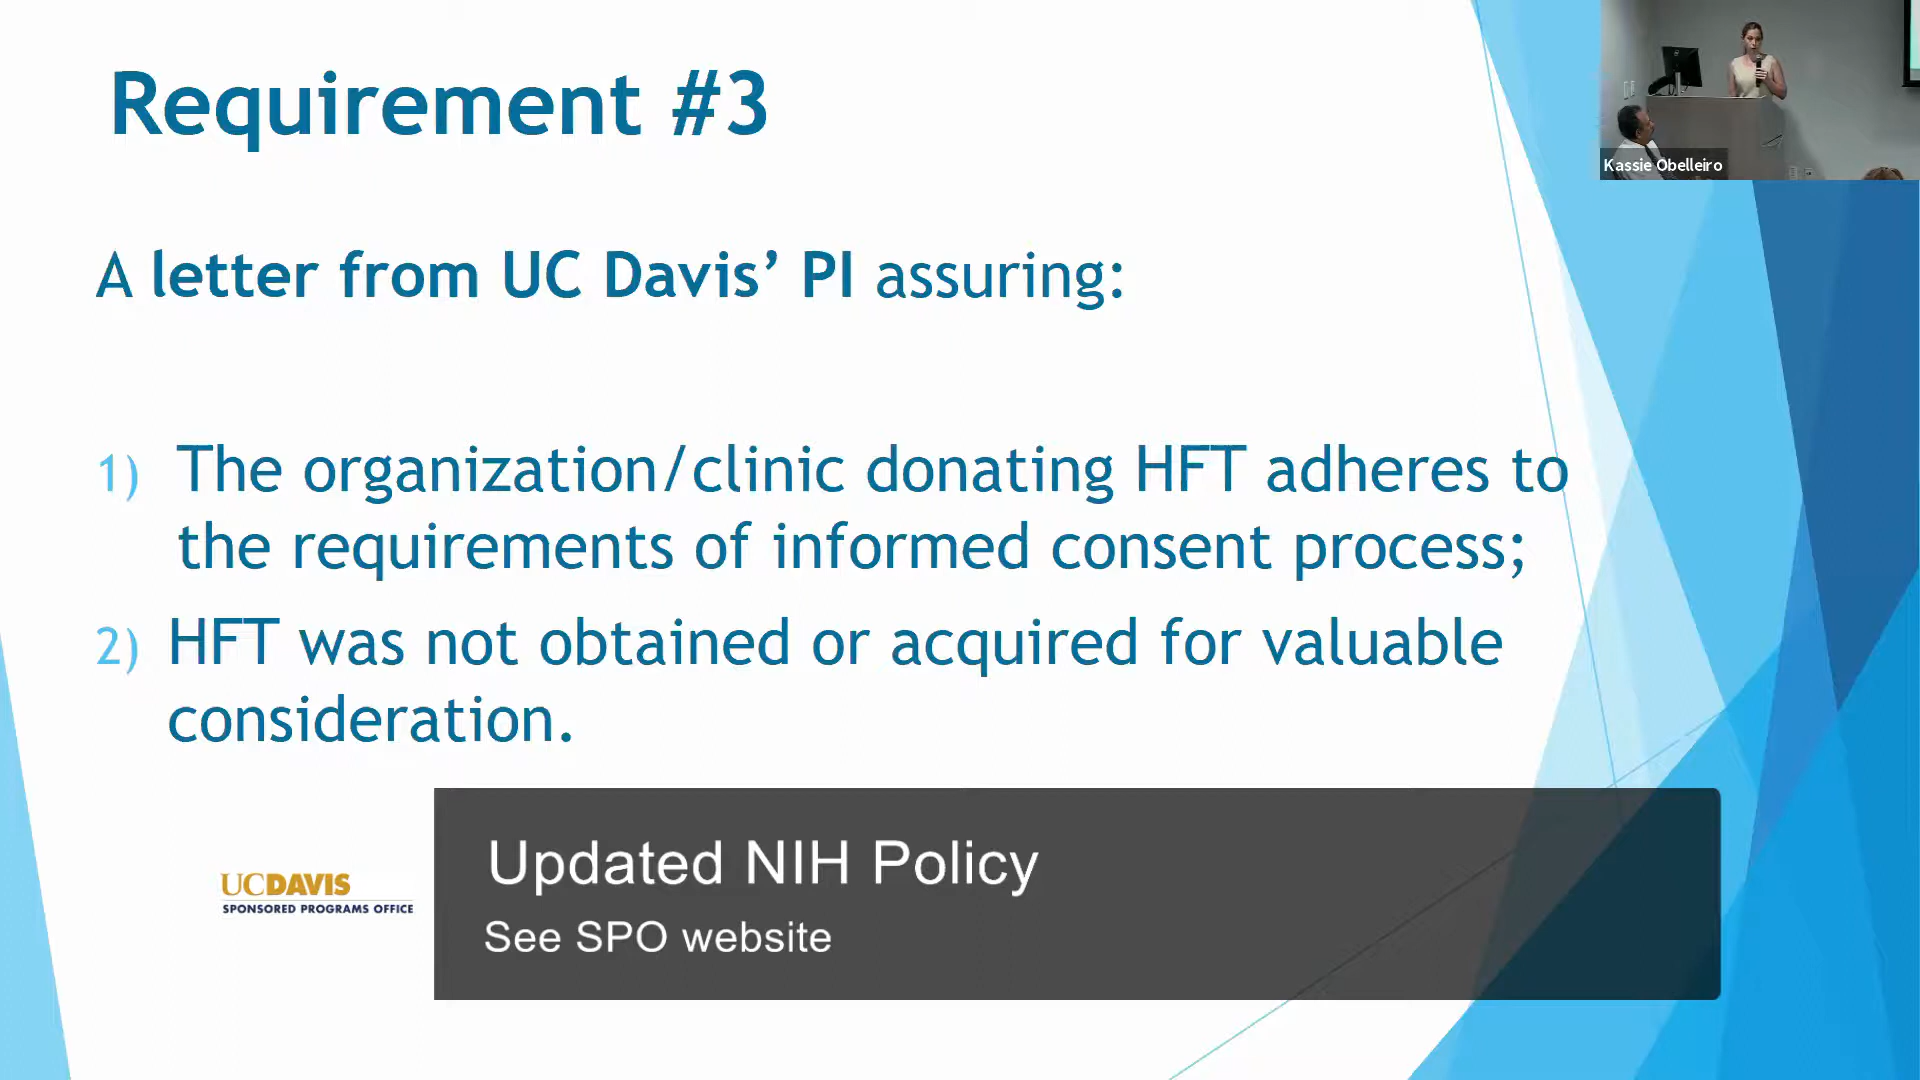 Requirement #3
Kassie Obelleiro
A letter from UC Davis’ PI assuring:
1) The organization/clinic donating HFT adheres to
the requirements of informed consent process;
2) HFT was not obtained or acquired for valuable
consideration.
UCDAVIS
SPONSORED PROGRAMS OFFICE
Updated NIH Policy
See SPO website